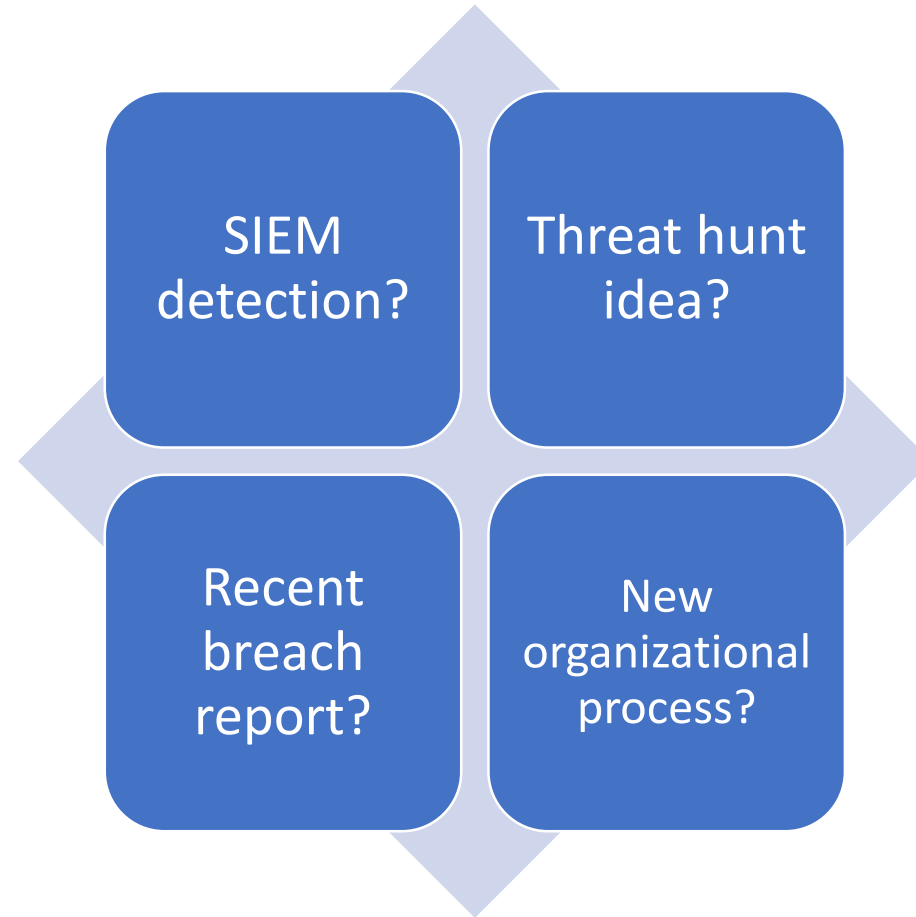 SIEM
detection?
Threat hunt
idea?
Recent
breach
report?
New
organizational
process?